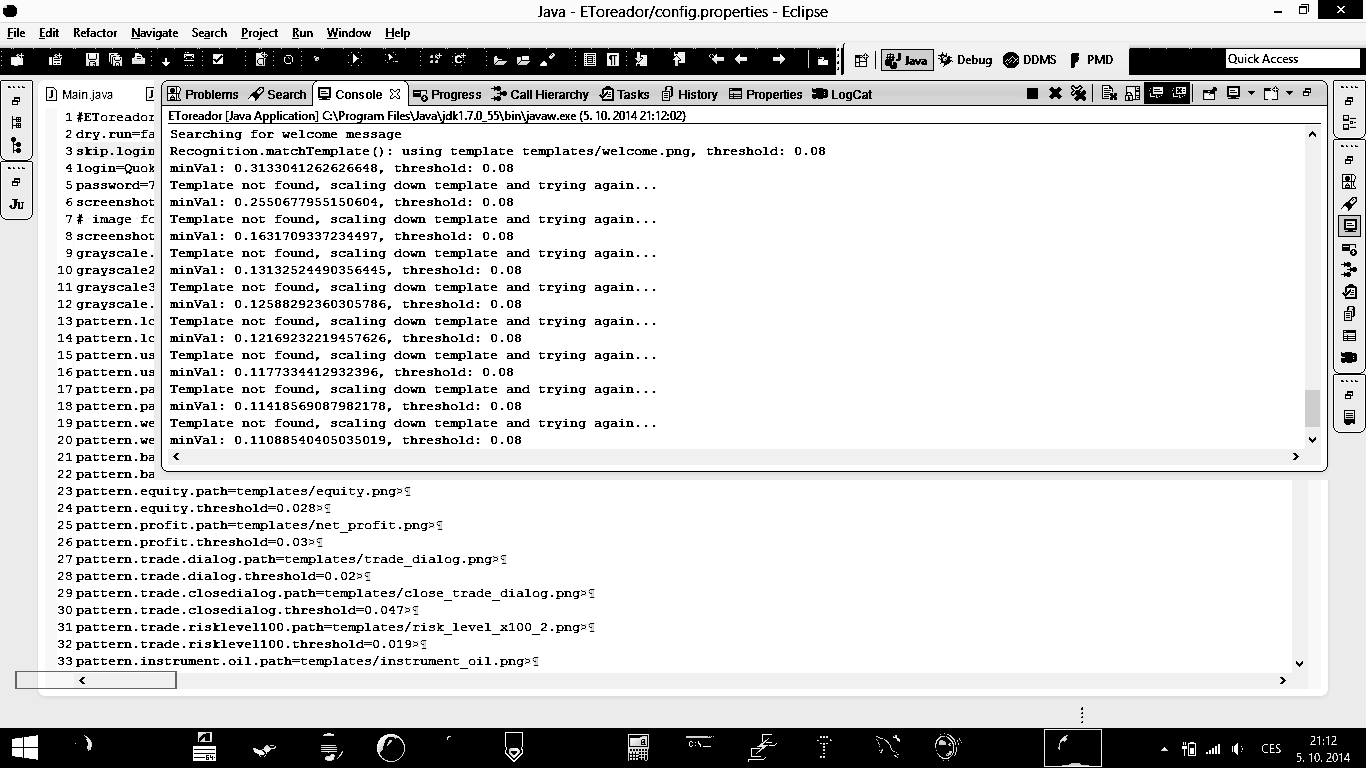 Java - EToreador/config.properties - Eclipse
File Edit Refactor Navigate Search Project Run Window Help
Java Debug DDMS PMD Quick Access
Main.java
Problems Search Console Progress Call Hierarchy Tasks History Properties LogCat
EToreador [Java Application] C:\Program Files\Java\jdk1.7.0_55\bin\javaw.exe (5. 10. 2014 21:12:02)
Searching for welcome message
Recognition.matchTemplate(): using template templates/welcome.png, threshold: 0.08
minVal: 0.3133041262626648, threshold: 0.08
Template not found, scaling down template and trying again...
minVal: 0.2550677955150604, threshold: 0.08
Template not found, scaling down template and trying again...
minVal: 0.1631709337234497, threshold: 0.08
Template not found, scaling down template and trying again...
minVal: 0.13132524490356445, threshold: 0.08
Template not found, scaling down template and trying again...
minVal: 0.12588292360305786, threshold: 0.08
Template not found, scaling down template and trying again...
minVal: 0.12169232219457626, threshold: 0.08
Template not found, scaling down template and trying again...
minVal: 0.1177334412932396, threshold: 0.08
Template not found, scaling down template and trying again...
minVal: 0.11418569087982178, threshold: 0.08
Template not found, scaling down template and trying again...
minVal: 0.11088540405035019, threshold: 0.08
1 #EToreador
2 dry.run=fa
3 skip.login
4 login=Quok
5 password=7
6 screenshot
7 # image fo
8 screenshot
9 grayscale.
10 grayscale2
11 grayscale3
12 grayscale.
13 pattern.lo
14 pattern.lo
15 pattern.us
16 pattern.us
17 pattern.pa
18 pattern.pa
19 pattern.we
20 pattern.we
21 pattern.ba
22 pattern.ba
23 pattern.equity.path=templates/equity.png¤¶
24 pattern.equity.threshold=0.028¤¶
25 pattern.profit.path=templates/net_profit.png¤¶
26 pattern.profit.threshold=0.03¤¶
27 pattern.trade.dialog.path=templates/trade_dialog.png¤¶
28 pattern.trade.dialog.threshold=0.02¤¶
29 pattern.trade.closedialog.path=templates/close_trade_dialog.png¤¶
30 pattern.trade.closedialog.threshold=0.047¤¶
31 pattern.trade.risklevel100.path=templates/risk_level_x100_2.png¤¶
32 pattern.trade.risklevel100.threshold=0.019¤¶
33 pattern.instrument.oil.path=templates/instrument_oil.png¤¶
CES
21:12
5. 10. 2014